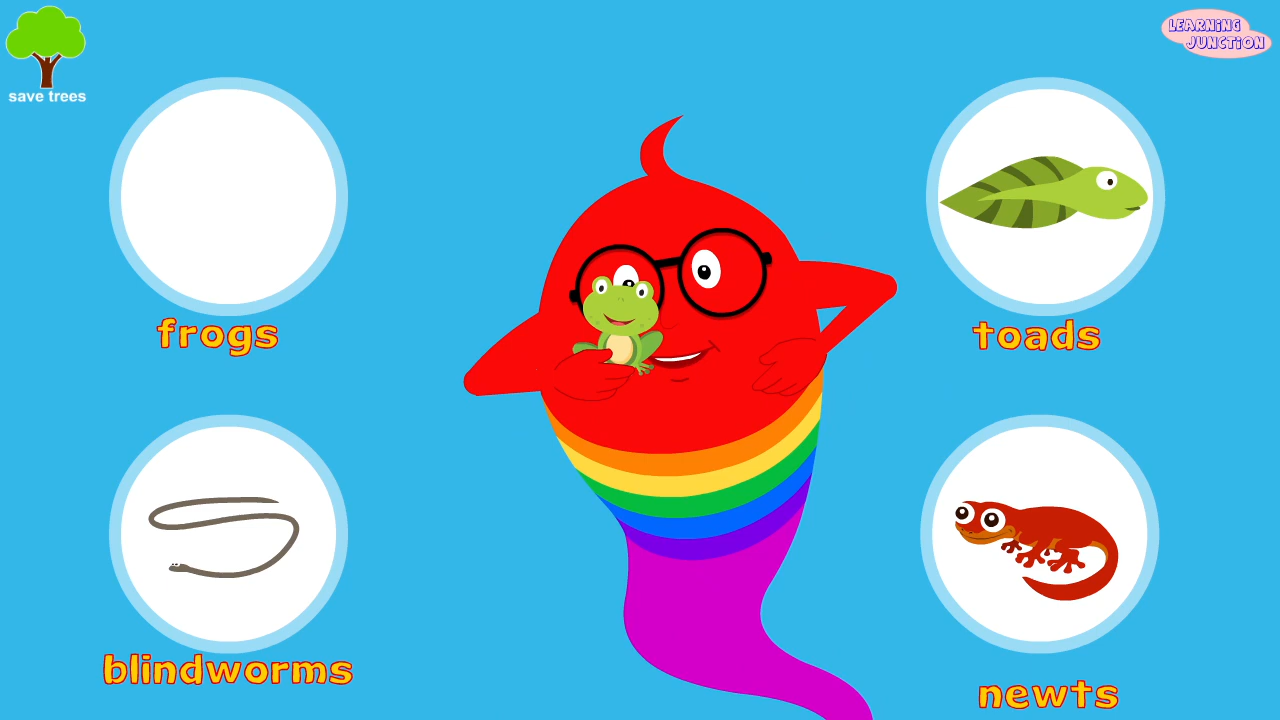 save trees
LEARNING
JUNCTION
frogs
toads
blindworms
newts